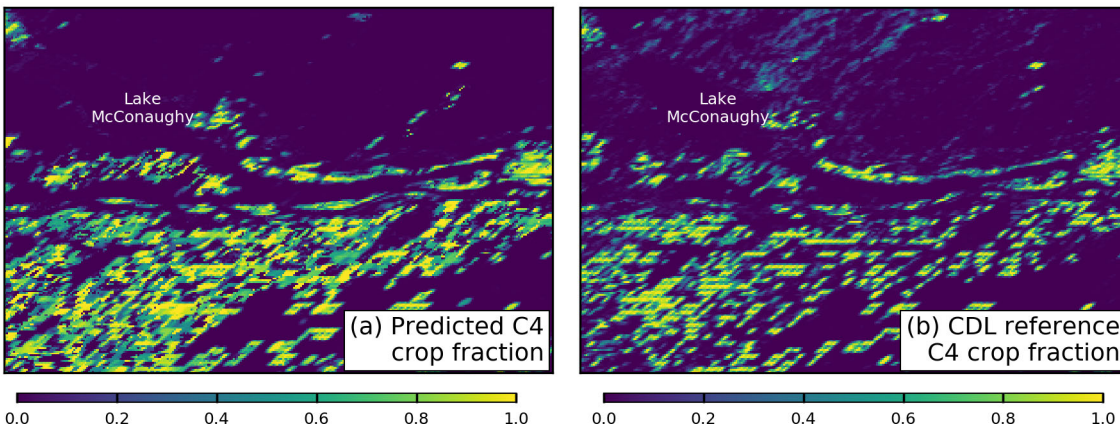 Lake
McConaughy
(a) Predicted C4
crop fraction
0.0 0.2 0.4 0.6 0.8 1.0
Lake
McConaughy
(b) CDL reference
C4 crop fraction
0.0 0.2 0.4 0.6 0.8 1.0